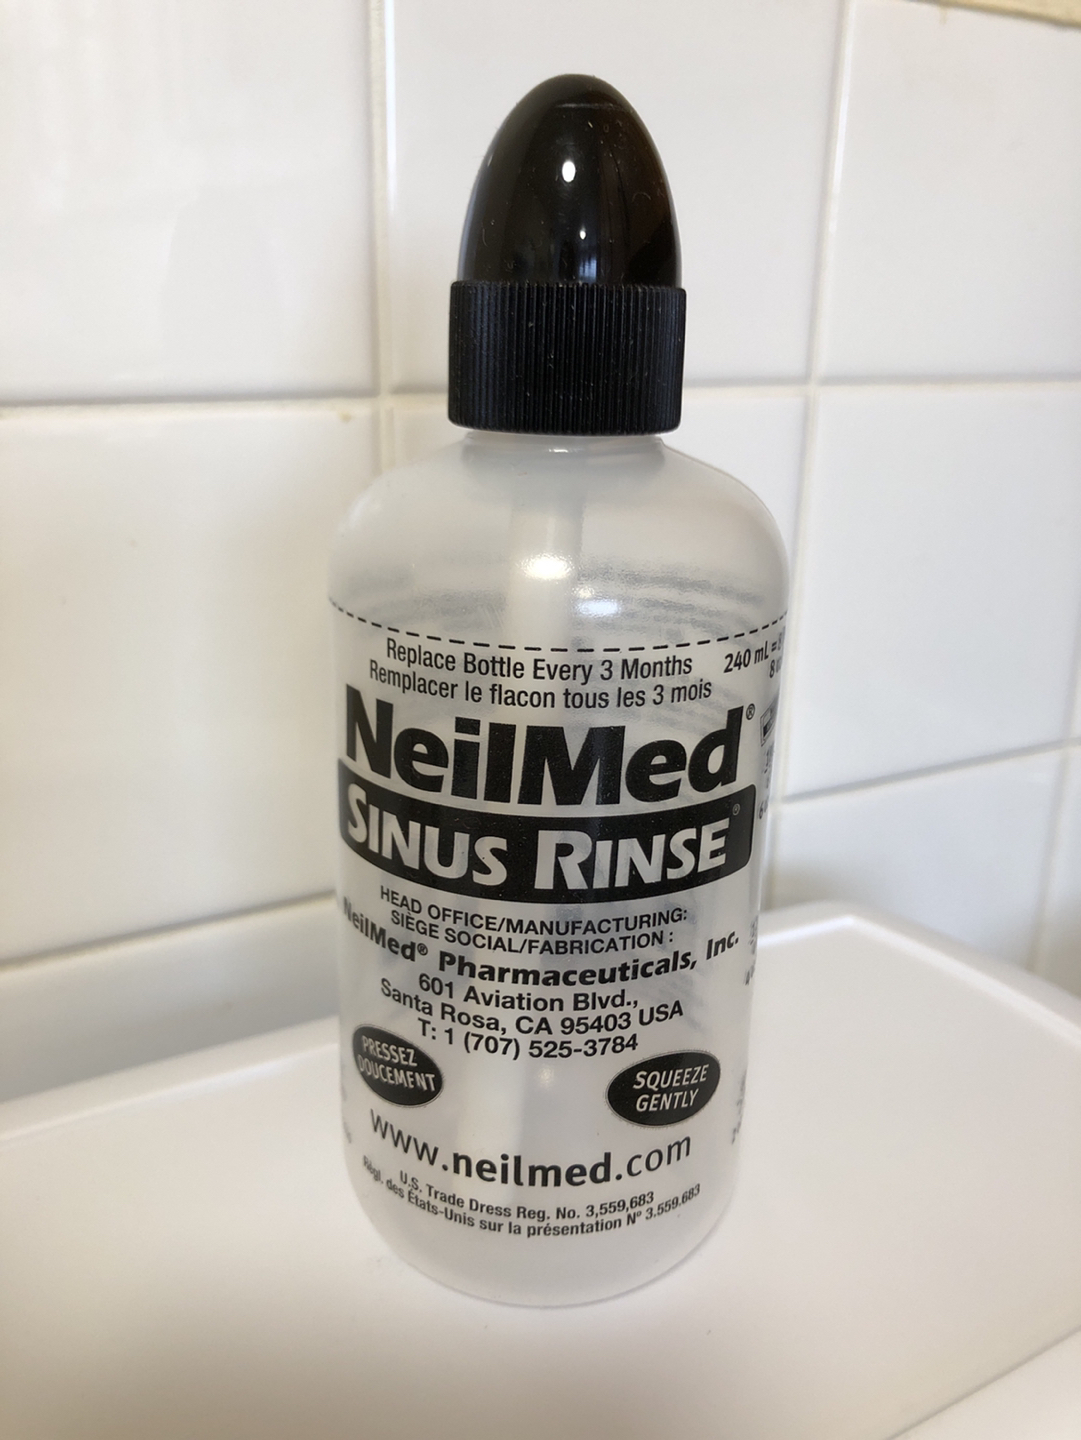 Replace Bottle Every 3 Months
Remplacer le flacon tous les 3 mois
240 mL = 8
NeilMed®
SINUS RINSE®
HEAD OFFICE/MANUFACTURING:
SIÈGE SOCIAL/FABRICATION :
NeilMed® Pharmaceuticals, Inc.
601 Aviation Blvd.,
Santa Rosa, CA 95403 USA
T: 1 (707) 525-3784
PRESSEZ
DOUCEMENT
SQUEEZE
GENTLY
www.neilmed.com
U.S. Trade Dress Reg. No. 3,559,683
Régl. des États-Unis sur la présentation Nº 3.559.683